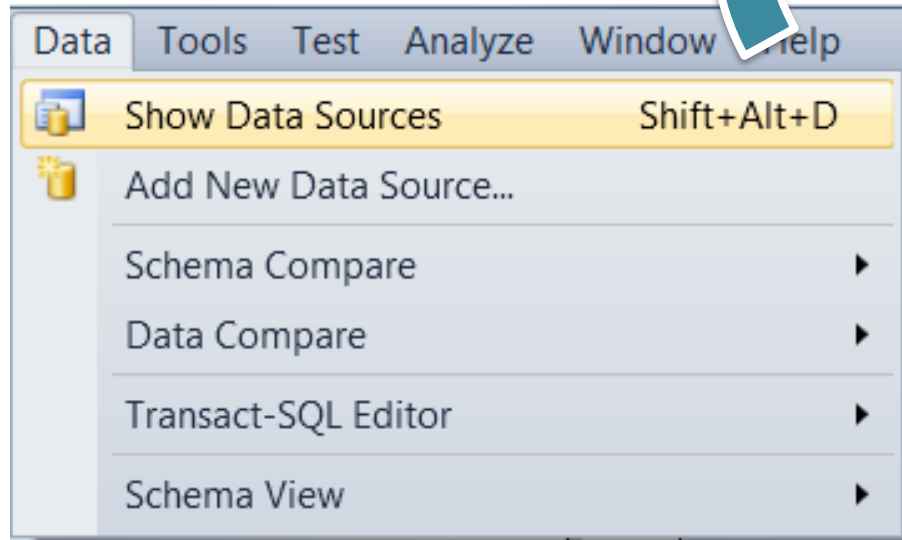 Data Tools Test Analyze Window Help
Show Data Sources Shift+Alt+D
Add New Data Source...
Schema Compare
Data Compare
Transact-SQL Editor
Schema View